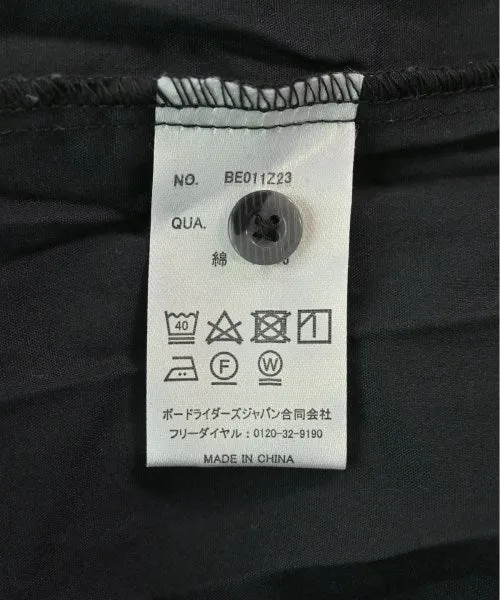 NO. BE011Z23
QUA.
綿
40
F
W
ボードライダーズジャパン合同会社
フリーダイヤル:0120-32-9190
MADE IN CHINA